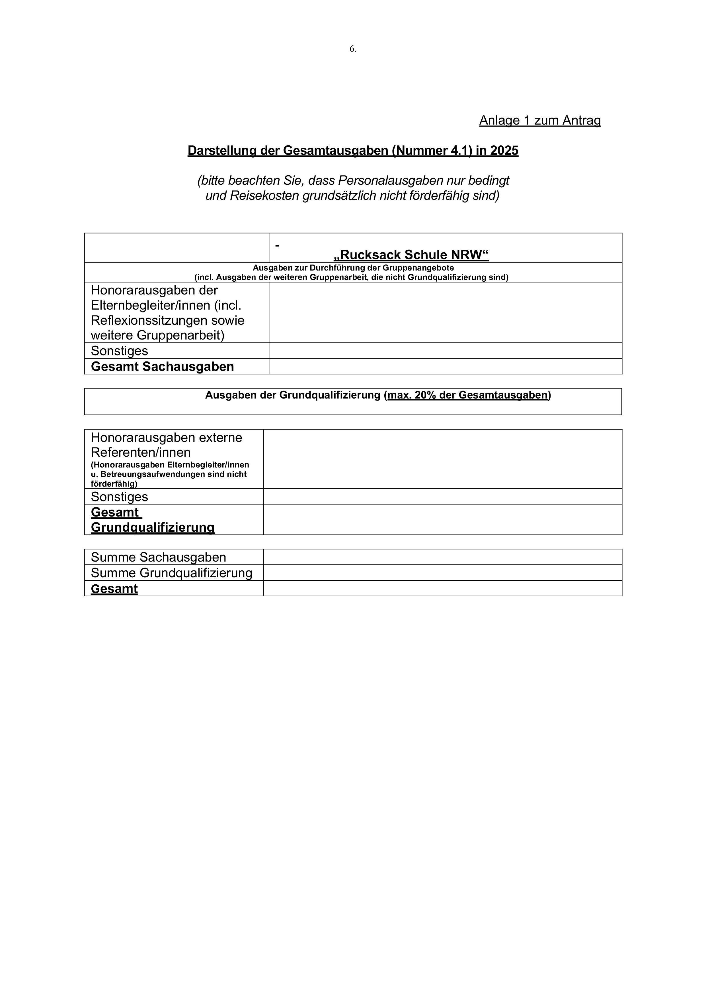 6.
Anlage 1 zum Antrag
Darstellung der Gesamtausgaben (Nummer 4.1) in 2025
(bitte beachten Sie, dass Personalausgaben nur bedingt
und Reisekosten grundsätzlich nicht förderfähig sind)
-
„Rucksack Schule NRW“
Ausgaben zur Durchführung der Gruppenangebote
(incl. Ausgaben der weiteren Gruppenarbeit, die nicht Grundqualifizierung sind)
Honorarausgaben der
Elternbegleiter/innen (incl.
Reflexionssitzungen sowie
weitere Gruppenarbeit)
Sonstiges
Gesamt Sachausgaben
Ausgaben der Grundqualifizierung (max. 20% der Gesamtausgaben)
Honorarausgaben externe
Referenten/innen
(Honorarausgaben Elternbegleiter/innen
u. Betreuungsaufwendungen sind nicht
förderfähig)
Sonstiges
Gesamt
Grundqualifizierung
Summe Sachausgaben
Summe Grundqualifizierung
Gesamt